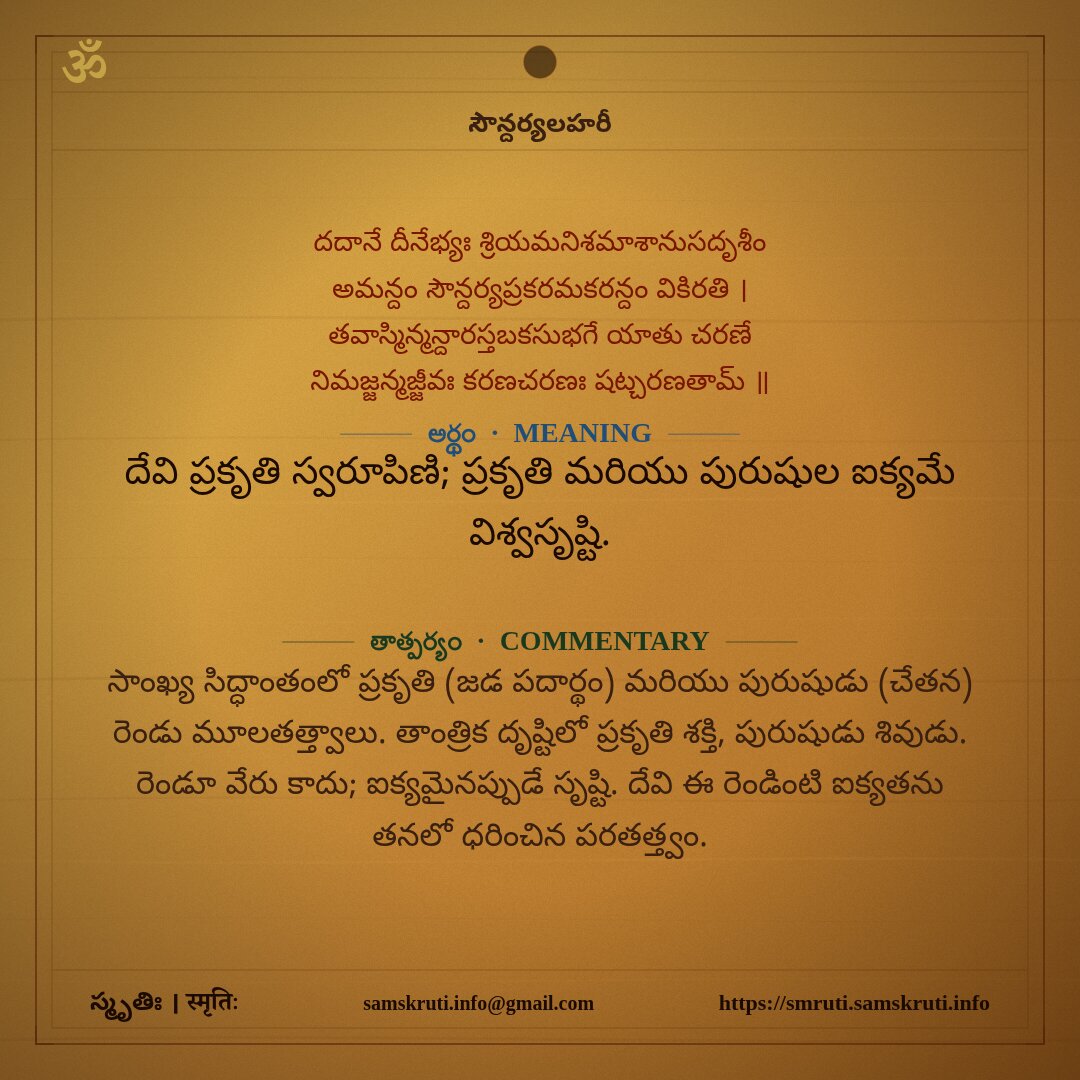 ॐ
సౌన్దర్యలహరీ
దదానే దీనేభ్యః శ్రియమనిశమాశానుసదృశీం
అమన్దం సౌన్దర్యప్రకరమకరన్దం వికిరతి |
తవాస్మిన్మన్దారస్తబకసుభగే యాతు చరణే
నిమజ్జన్మజ్జీవః కరణచరణః షట్చరణతామ్ ‖
అర్థం · MEANING
దేవి ప్రకృతి స్వరూపిణి; ప్రకృతి మరియు పురుషుల ఐక్యమే
విశ్వసృష్టి.
తాత్పర్యం · COMMENTARY
సాంఖ్య సిద్ధాంతంలో ప్రకృతి (జడ పదార్థం) మరియు పురుషుడు (చేతన)
రెండు మూలతత్త్వాలు. తాంత్రిక దృష్టిలో ప్రకృతి శక్తి, పురుషుడు శివుడు.
రెండూ వేరు కాదు; ఐక్యమైనప్పుడే సృష్టి. దేవి ఈ రెండింటి ఐక్యతను
తనలో ధరించిన పరతత్త్వం.
స్మృతిః | स्मृतिः samskruti.info@gmail.com https://smruti.samskruti.info